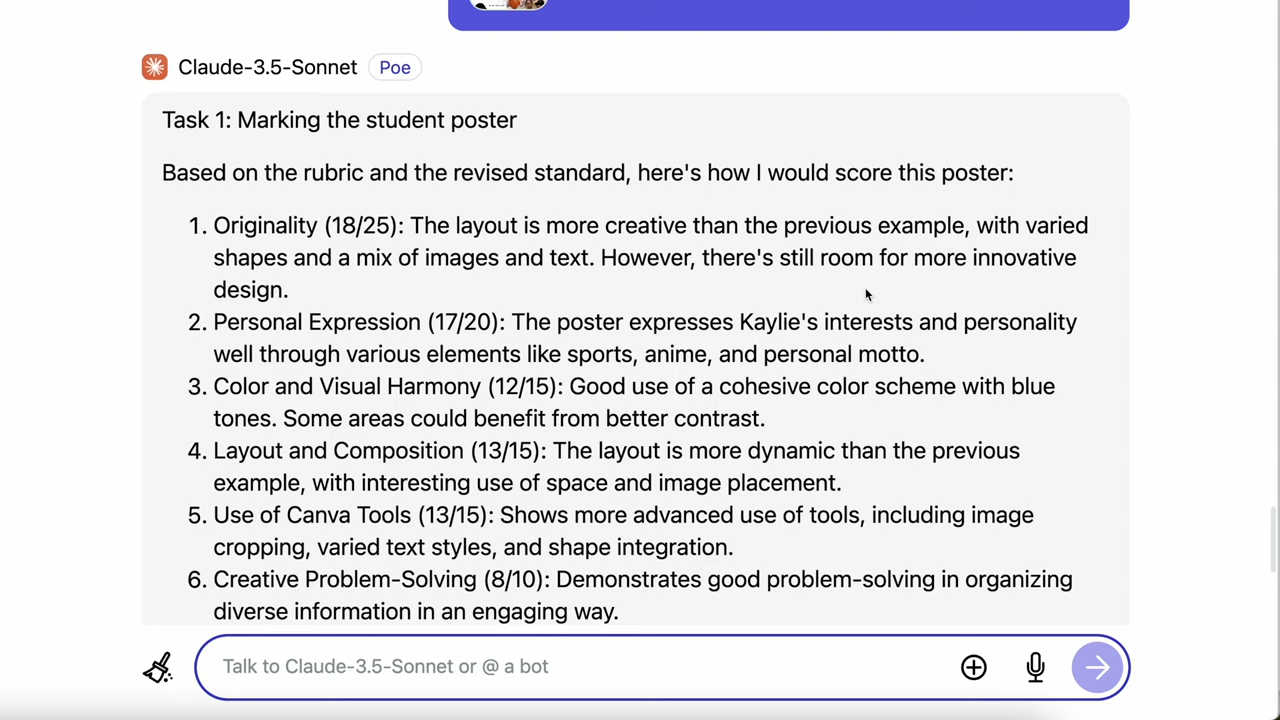 Claude-3.5-Sonnet Poe
Task 1: Marking the student poster
Based on the rubric and the revised standard, here's how I would score this poster:
1. Originality (18/25): The layout is more creative than the previous example, with varied
shapes and a mix of images and text. However, there's still room for more innovative
design.
2. Personal Expression (17/20): The poster expresses Kaylie's interests and personality
well through various elements like sports, anime, and personal motto.
3. Color and Visual Harmony (12/15): Good use of a cohesive color scheme with blue
tones. Some areas could benefit from better contrast.
4. Layout and Composition (13/15): The layout is more dynamic than the previous
example, with interesting use of space and image placement.
5. Use of Canva Tools (13/15): Shows more advanced use of tools, including image
cropping, varied text styles, and shape integration.
6. Creative Problem-Solving (8/10): Demonstrates good problem-solving in organizing
diverse information in an engaging way.
Talk to Claude-3.5-Sonnet or @ a bot